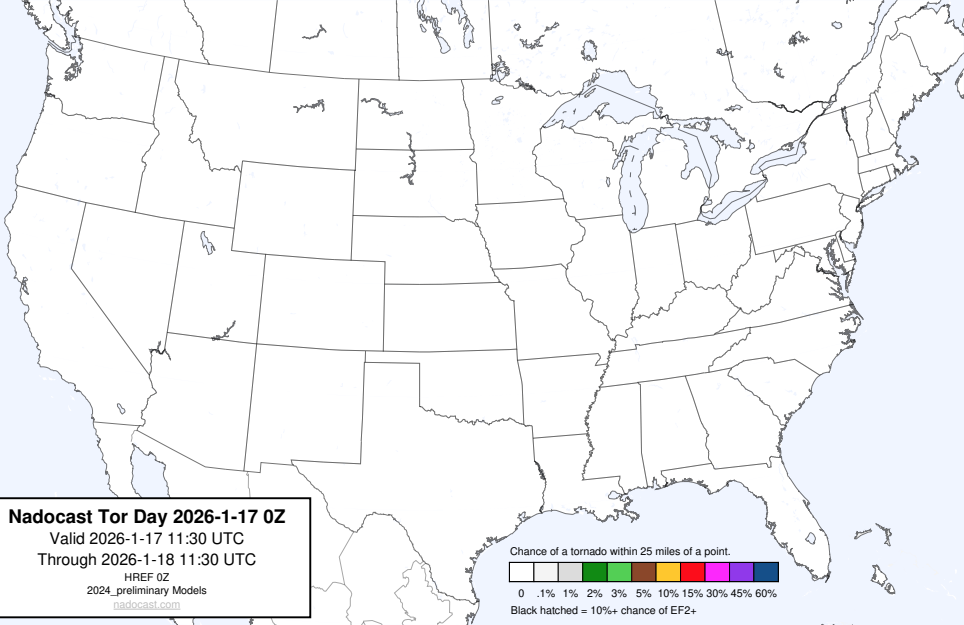 Nadocast Tor Day 2026-1-17 0Z
Valid 2026-1-17 11:30 UTC
Through 2026-1-18 11:30 UTC
HREF 0Z
2024_preliminary Models
nadocast.com
Chance of a tornado within 25 miles of a point.
0 .1% 1% 2% 3% 5% 10% 15% 30% 45% 60%
Black hatched = 10%+ chance of EF2+